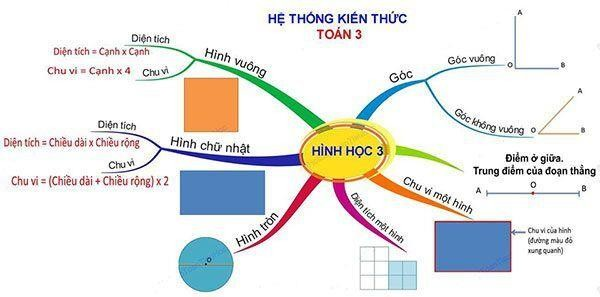 HỆ THỐNG KIẾN THỨC
TOÁN 3
HÌNH HỌC 3
Hình vuông
Diện tích
Diện tích = Cạnh x Cạnh
Chu vi
Chu vi = Cạnh x 4
Hình chữ nhật
Diện tích
Diện tích = Chiều dài x Chiều rộng
Chu vi
Chu vi = (Chiều dài + Chiều rộng) x 2
Hình tròn
O
Diện tích một hình
Chu vi một hình
Chu vi của hình
(đường màu đỏ
xung quanh)
Điểm ở giữa.
Trung điểm của đoạn thẳng
A
O
B
Góc
Góc vuông
A
O
B
Góc không vuông
A
O
B